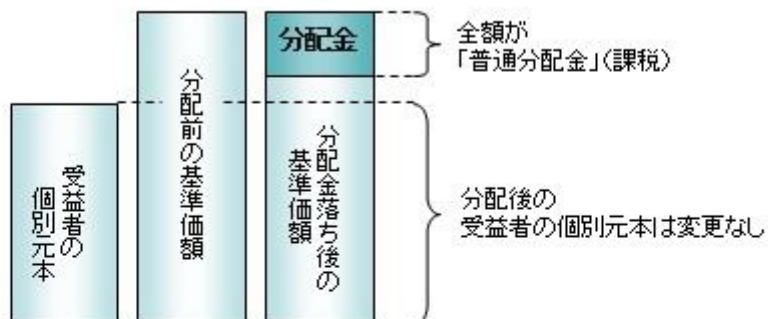 受益者の
個別元本
分配前の基準価額
分配金
分配金落ち後の
基準価額
全額が
「普通分配金」(課税)
分配後の
受益者の個別元本は変更なし